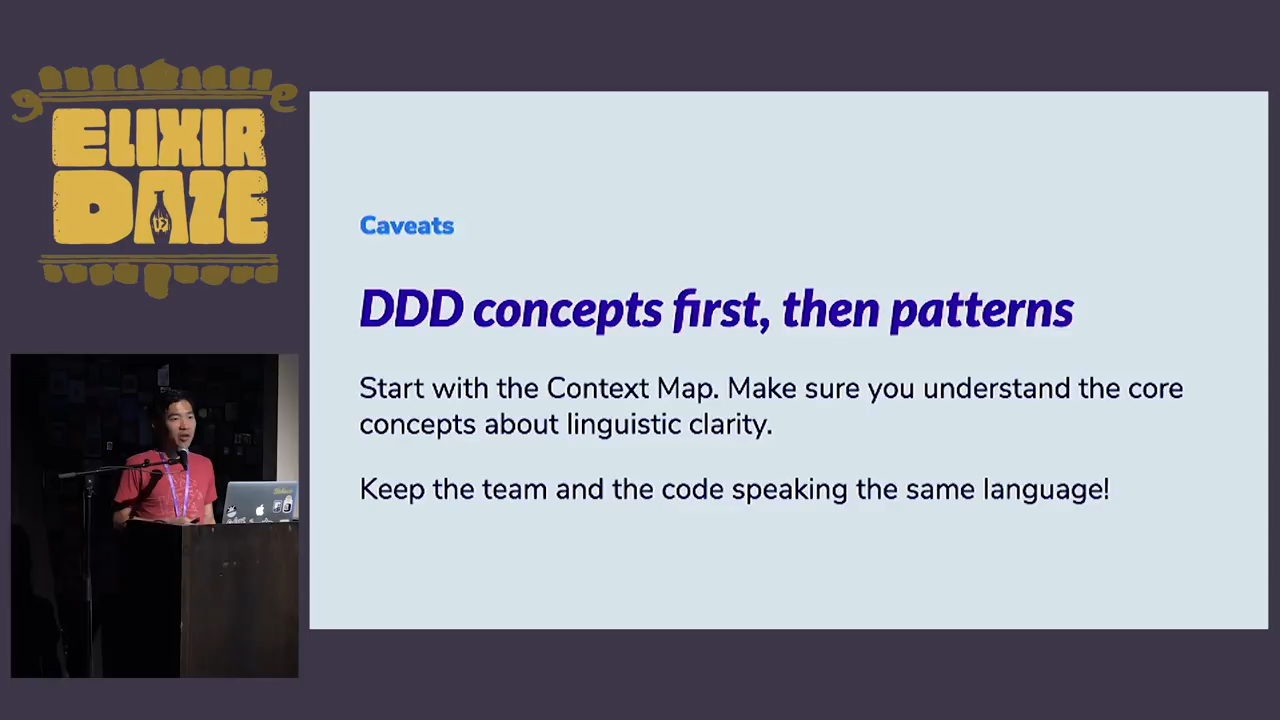 ELIXIR
DAZE
Caveats
DDD concepts first, then patterns
Start with the Context Map. Make sure you understand the core
concepts about linguistic clarity.
Keep the team and the code speaking the same language!